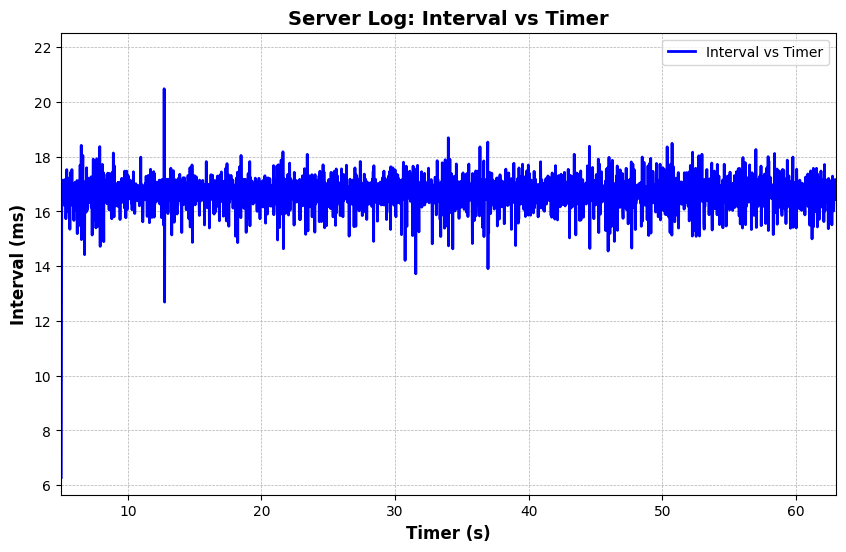 Server Log: Interval vs Timer
Interval vs Timer
22
20
18
16
14
12
10
8
6
Interval (ms)
10 20 30 40 50 60
Timer (s)